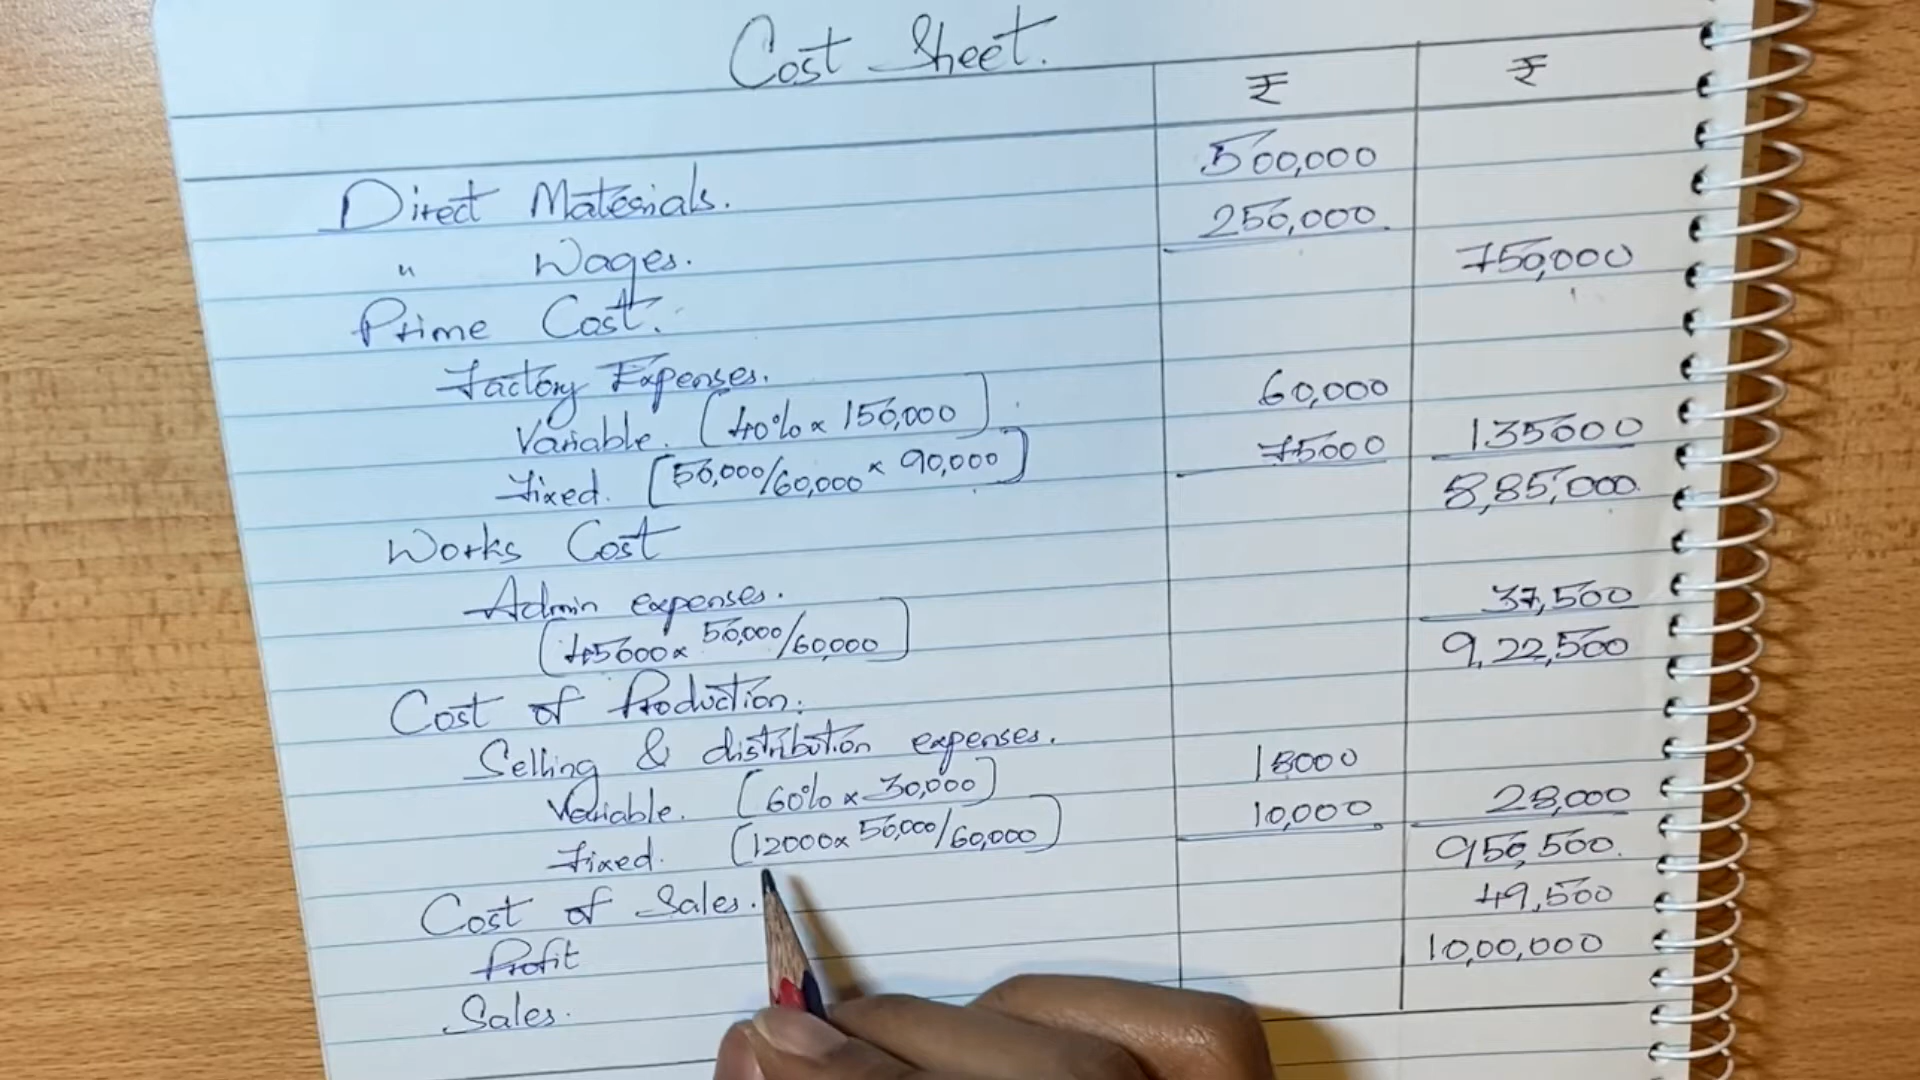 Cost Sheet.
₹ ₹
Direct Materials. 500,000
" Wages. 250,000
Prime Cost. 750,000
Factory Expenses.
Variable. [40% x 150,000] 60,000
Fixed. [50,000/60,000 x 90,000] 75000 135000
Works Cost 8,85,000
Admin expenses.
[45000 x 50,000/60,000] 37,500
Cost of Production. 9,22,500
Selling & distribution expenses.
Variable. [60% x 30,000] 18000
Fixed. [12000 x 50,000/60,000] 10,000 28,000
Cost of Sales. 950,500.
Profit 49,500
Sales. 10,00,000